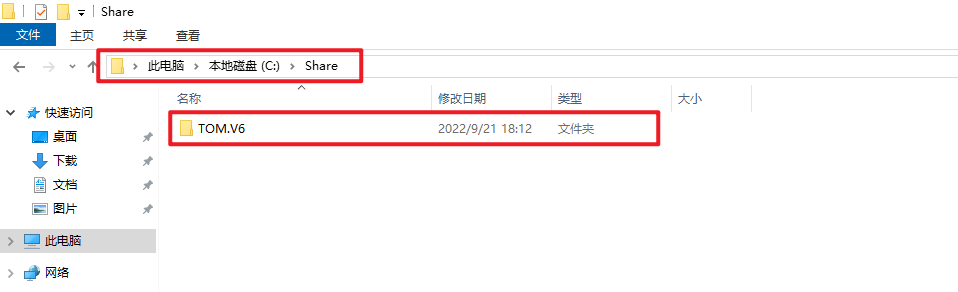 Share
文件 主页 共享 查看
此电脑 本地磁盘 (C:) Share
名称 修改日期 类型 大小
快速访问
TOM.V6 2022/9/21 18:12 文件夹
桌面
下载
文档
图片
此电脑
网络